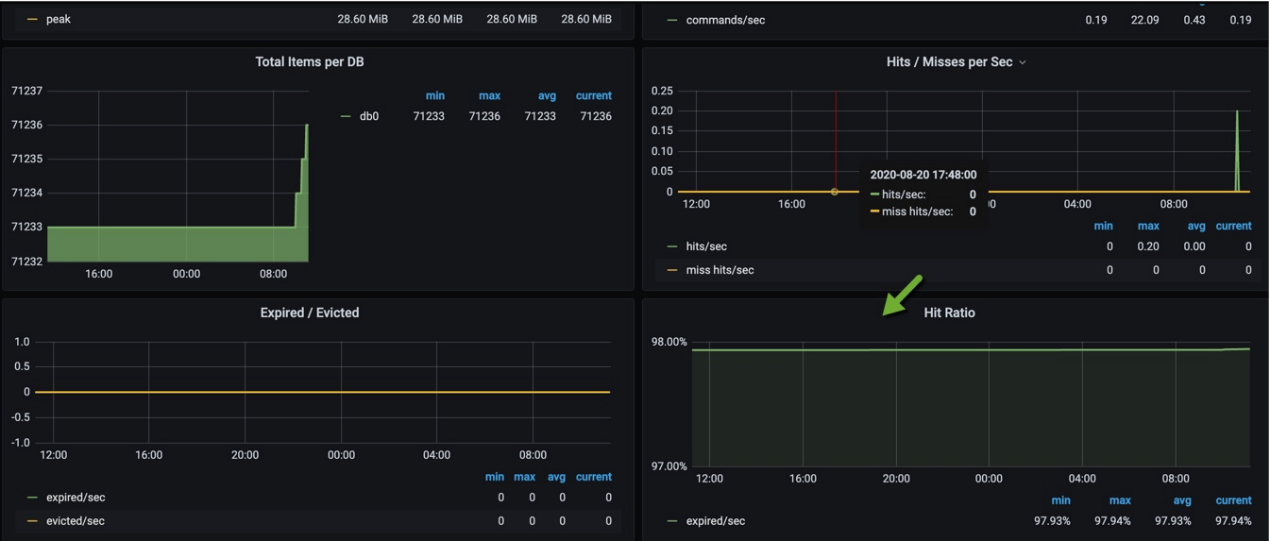 peak 28.60 MiB 28.60 MiB 28.60 MiB 28.60 MiB
commands/sec 0.19 22.09 0.43 0.19
Total Items per DB
71237
71236
71235
71234
71233
71232
16:00 00:00 08:00
min max avg current
db0 71233 71236 71233 71236
Hits / Misses per Sec
0.25
0.20
0.15
0.10
0.05
0
12:00 16:00 04:00 08:00
2020-08-20 17:48:00
hits/sec: 0
miss hits/sec: 0
min max avg current
hits/sec 0 0.20 0.00 0
miss hits/sec 0 0 0 0
Expired / Evicted
1.0
0.5
0
-0.5
-1.0
12:00 16:00 20:00 00:00 04:00 08:00
min max avg current
expired/sec 0 0 0 0
evicted/sec 0 0 0 0
Hit Ratio
98.00%
97.00%
12:00 16:00 20:00 00:00 04:00 08:00
min max avg current
expired/sec 97.93% 97.94% 97.93% 97.94%